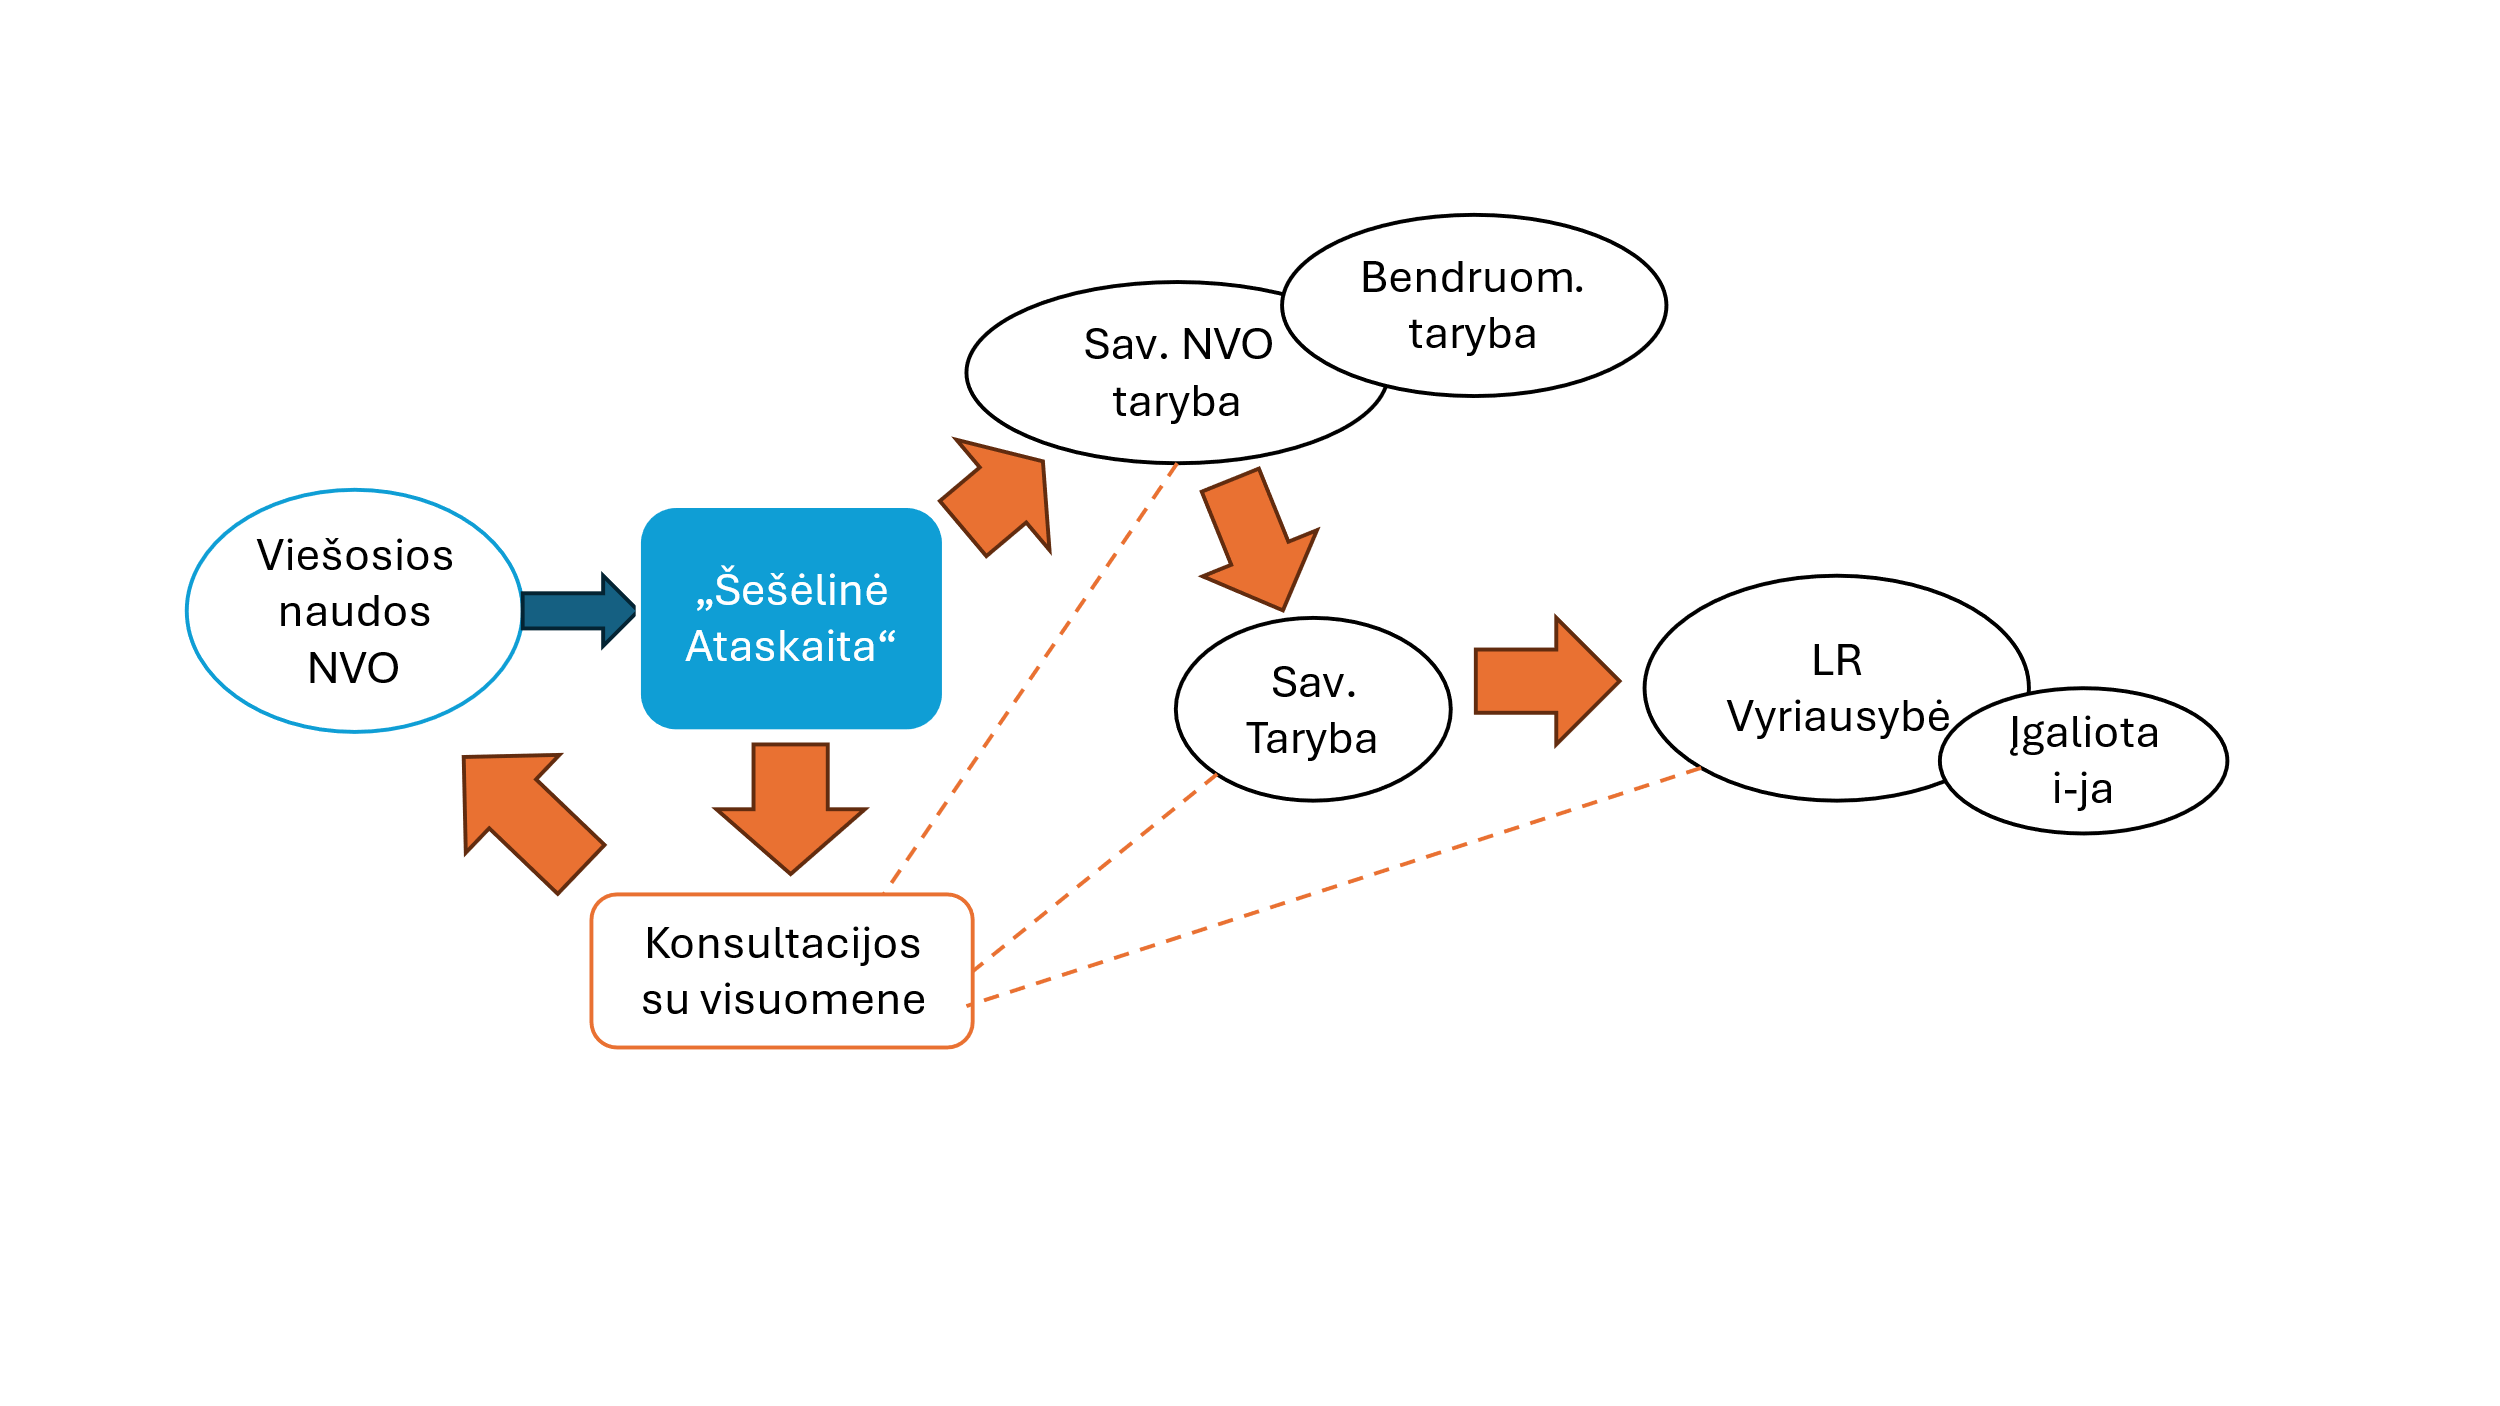 Bendruom.
taryba
Sav. NVO
taryba
Viešosios
naudos
NVO
„Šešėlinė
Ataskaita“
Sav.
Taryba
LR
Vyriausybė
Įgaliota
i-ja
Konsultacijos
su visuomene